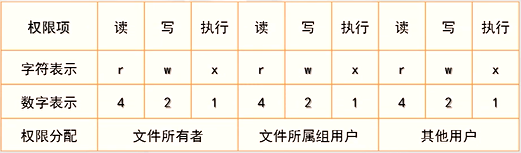 权限项 读 写 执行 读 写 执行 读 写 执行
字符表示 r w x r w x r w x
数字表示 4 2 1 4 2 1 4 2 1
权限分配 文件所有者 文件所属组用户 其他用户